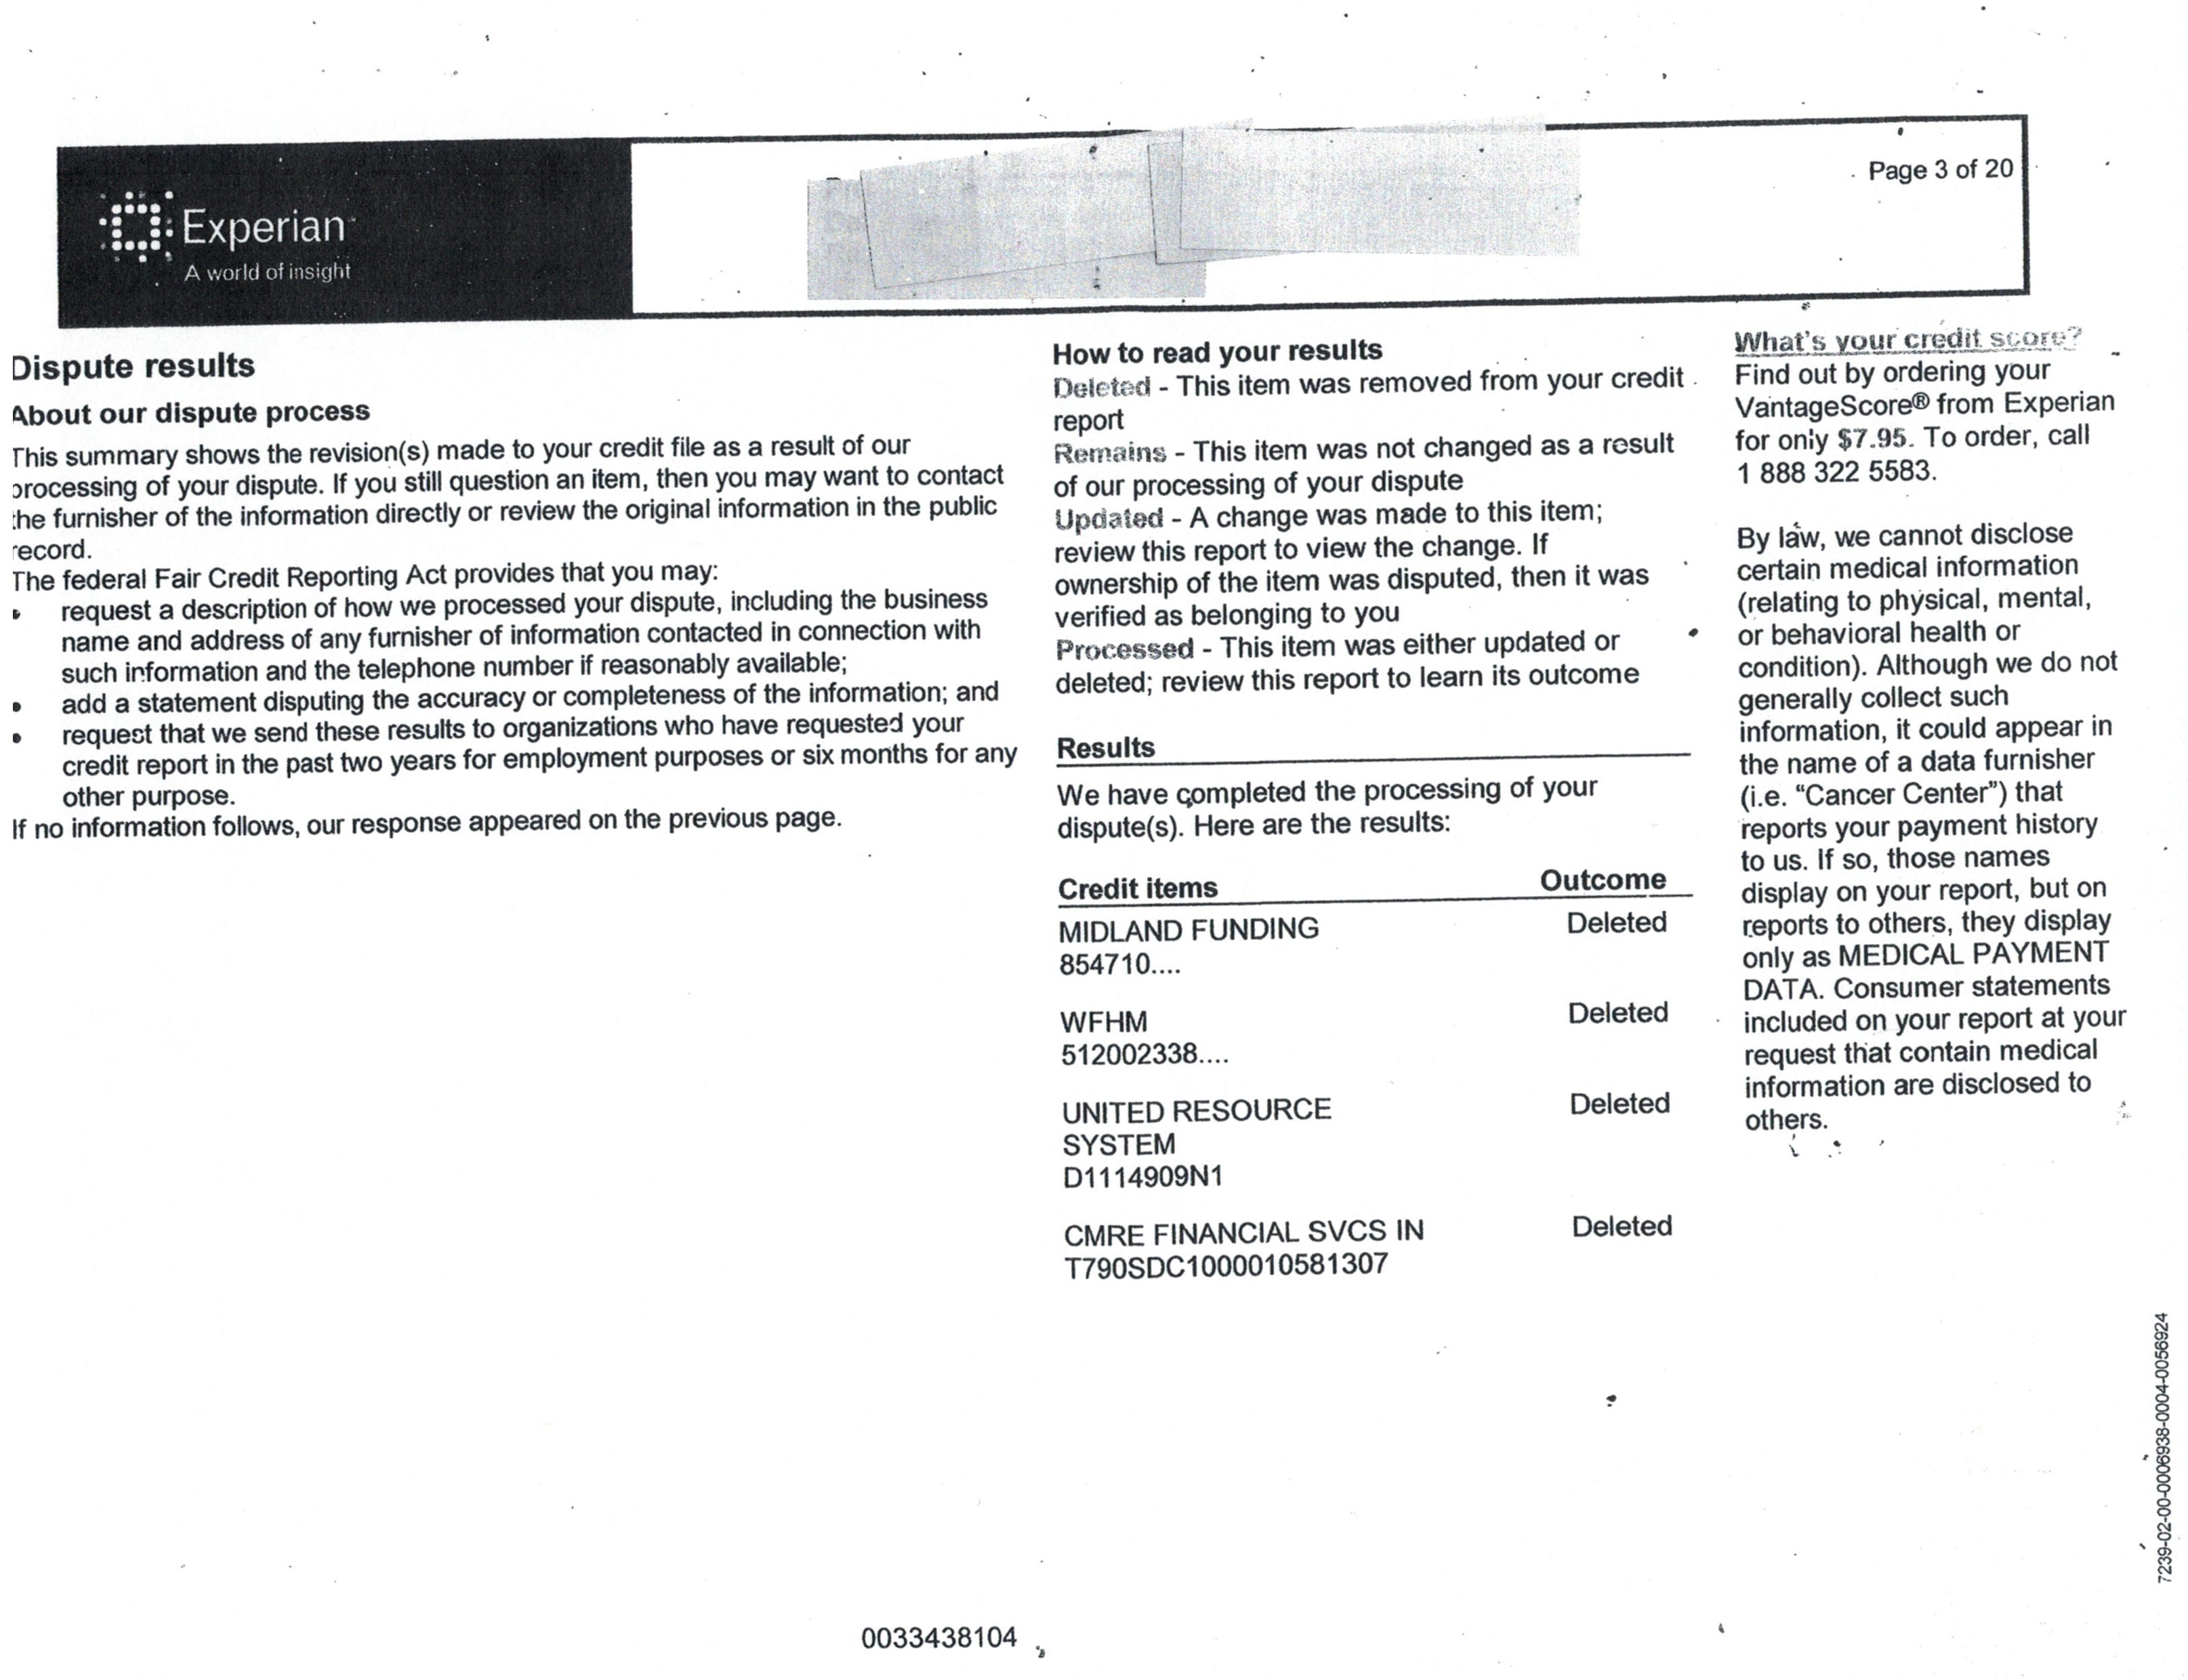 Experian
A world of insight
Page 3 of 20
Dispute results
About our dispute process
This summary shows the revision(s) made to your credit file as a result of our
processing of your dispute. If you still question an item, then you may want to contact
the furnisher of the information directly or review the original information in the public
record.
The federal Fair Credit Reporting Act provides that you may:
• request a description of how we processed your dispute, including the business
name and address of any furnisher of information contacted in connection with
such information and the telephone number if reasonably available;
• add a statement disputing the accuracy or completeness of the information; and
• request that we send these results to organizations who have requested your
credit report in the past two years for employment purposes or six months for any
other purpose.
If no information follows, our response appeared on the previous page.
How to read your results
Deleted - This item was removed from your credit
report
Remains - This item was not changed as a result
of our processing of your dispute
Updated - A change was made to this item;
review this report to view the change. If
ownership of the item was disputed, then it was
verified as belonging to you
Processed - This item was either updated or
deleted; review this report to learn its outcome
Results
We have completed the processing of your
dispute(s). Here are the results:
Credit items Outcome
MIDLAND FUNDING Deleted
854710....
WFHM Deleted
512002338....
UNITED RESOURCE Deleted
SYSTEM
D1114909N1
CMRE FINANCIAL SVCS IN Deleted
T790SDC1000010581307
What's your credit score?
Find out by ordering your
VantageScore® from Experian
for only $7.95. To order, call
1 888 322 5583.
By law, we cannot disclose
certain medical information
(relating to physical, mental,
or behavioral health or
condition). Although we do not
generally collect such
information, it could appear in
the name of a data furnisher
(i.e. “Cancer Center”) that
reports your payment history
to us. If so, those names
display on your report, but on
reports to others, they display
only as MEDICAL PAYMENT
DATA. Consumer statements
included on your report at your
request that contain medical
information are disclosed to
others.
7239-02-00-0006938-0004-0056924
0033438104